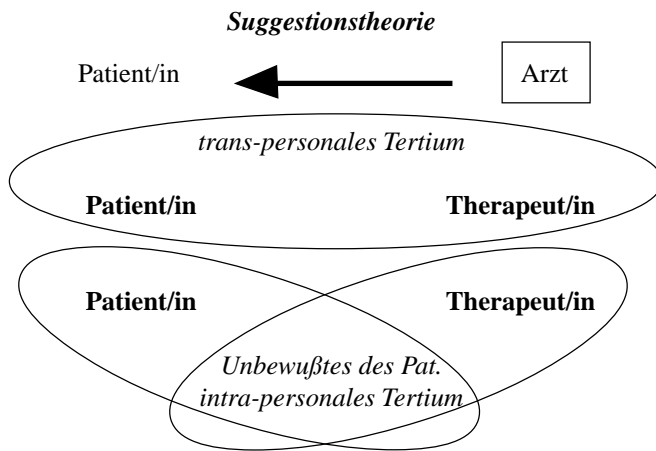 Suggestionstheorie
Patient/in Arzt
trans-personales Tertium
Patient/in Therapeut/in
Patient/in Therapeut/in
Unbewußtes des Pat.
intra-personales Tertium